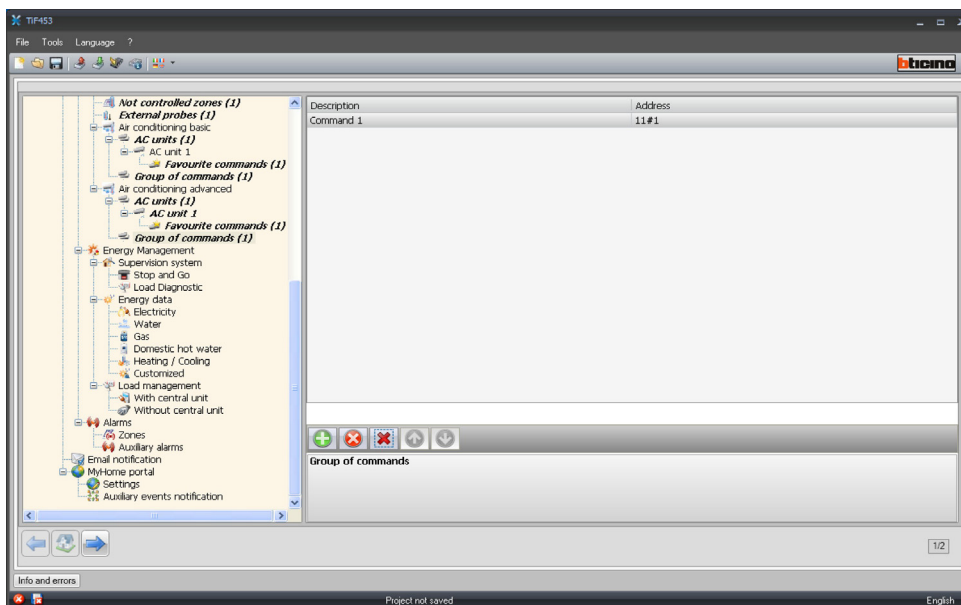 TIF453
File Tools Language ?
bticino
Not controlled zones (1)
External probes (1)
Air conditioning basic
AC units (1)
AC unit 1
Favourite commands (1)
Group of commands (1)
Air conditioning advanced
AC units (1)
AC unit 1
Favourite commands (1)
Group of commands (1)
Energy Management
Supervision system
Stop and Go
Load Diagnostic
Energy data
Electricity
Water
Gas
Domestic hot water
Heating / Cooling
Customized
Load management
With central unit
Without central unit
Alarms
Zones
Auxiliary alarms
Email notification
MyHome portal
Settings
Auxiliary events notification
Description Address
Command 1 11#1
Group of commands
1/2
Info and errors
Project not saved English